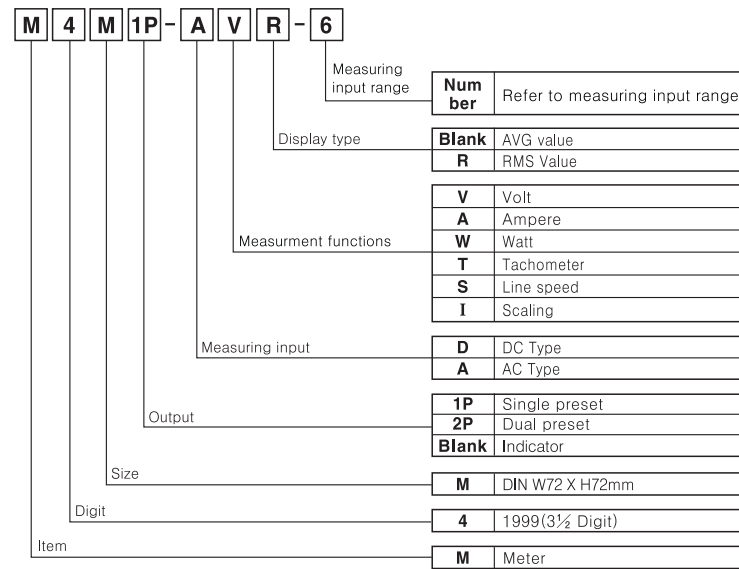 M 4 M 1P - A V R - 6
Measuring
input range
Num
ber
Refer to measuring input range
Display type
Blank AVG value
R RMS Value
Measurment functions
V Volt
A Ampere
W Watt
T Tachometer
S Line speed
I Scaling
Measuring input
D DC Type
A AC Type
Output
1P Single preset
2P Dual preset
Blank Indicator
Size
M DIN W72 X H72mm
Digit
4 1999(3½ Digit)
Item
M Meter